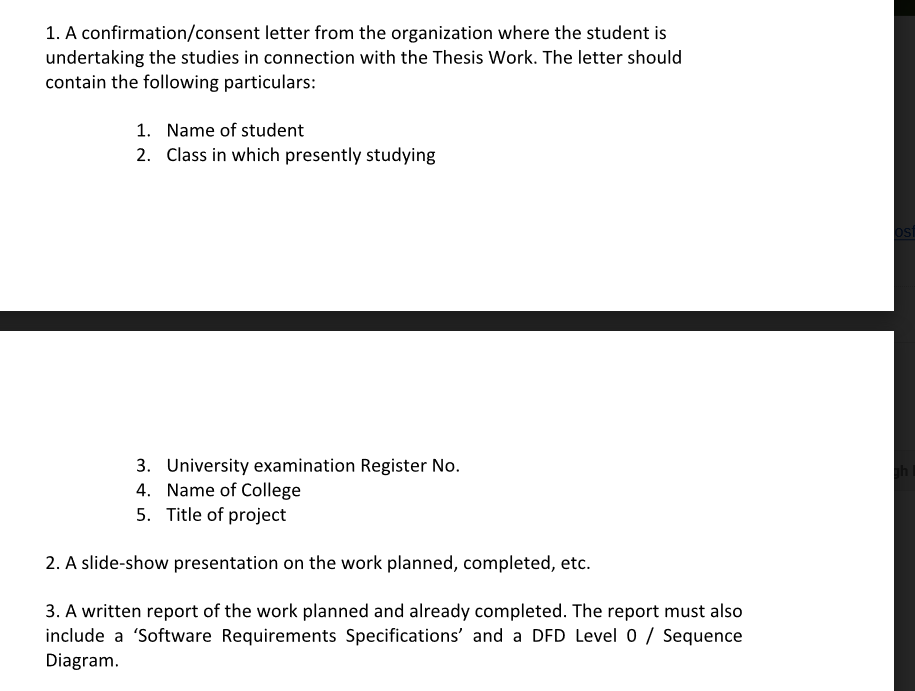 1. A confirmation/consent letter from the organization where the student is
undertaking the studies in connection with the Thesis Work. The letter should
contain the following particulars:
1. Name of student
2. Class in which presently studying
3. University examination Register No.
4. Name of College
5. Title of project
2. A slide-show presentation on the work planned, completed, etc.
3. A written report of the work planned and already completed. The report must also
include a ‘Software Requirements Specifications’ and a DFD Level 0 / Sequence
Diagram.